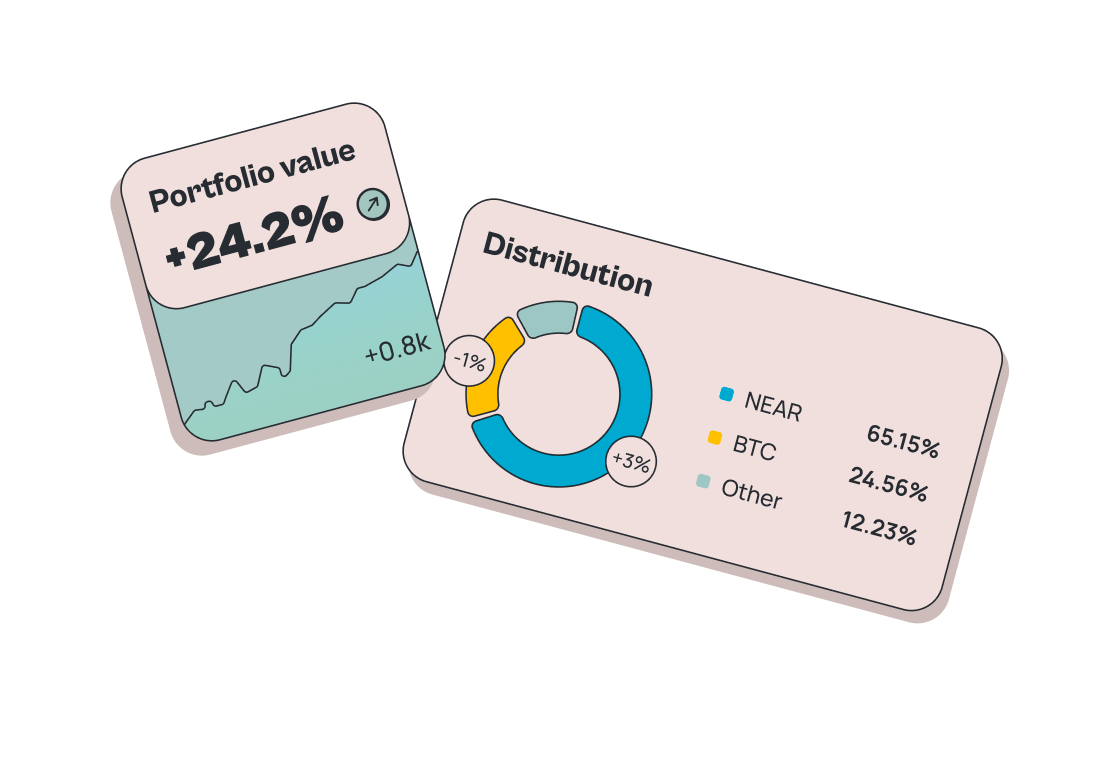 Portfolio value
+24.2%
+0.8k
Distribution
-1%
+3%
NEAR 65.15%
BTC 24.56%
Other 12.23%